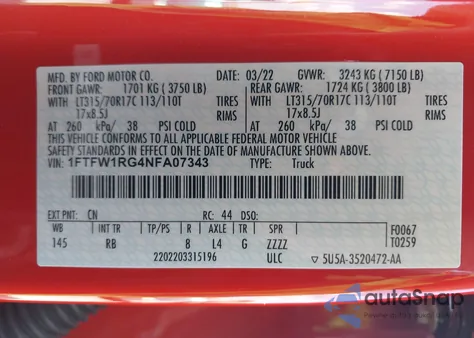 MFD. BY FORD MOTOR CO. 03/22 GVWR: 3243 KG ( 7150 LB)
FRONT GAWR: 1701 KG ( 3750 LB) REAR GAWR: 1724 KG ( 3800 LB)
WITH LT315/70R17C 113/110T TIRES WITH LT315/70R17C 113/110T TIRES
17x8.5J RIMS 17x8.5J RIMS
AT 260 kPa/ 38 PSI COLD AT 260 kPa/ 38 PSI COLD
THIS VEHICLE CONFORMS TO ALL APPLICABLE FEDERAL MOTOR VEHICLE
SAFETY STANDARDS IN EFFECT ON THE DATE OF MANUFACTURE SHOWN ABOVE.
VIN: 1FTFW1RG4NFA07343 TYPE: Truck
EXT PNT: CN RC: 44 DSO: F0067
WB INT TR TP/PS R AXLE TR SPR T0259
145 RB 8 L4 G ZZZZ
2202203315196 ULC 5U5A-3520472-AA
autoSnap